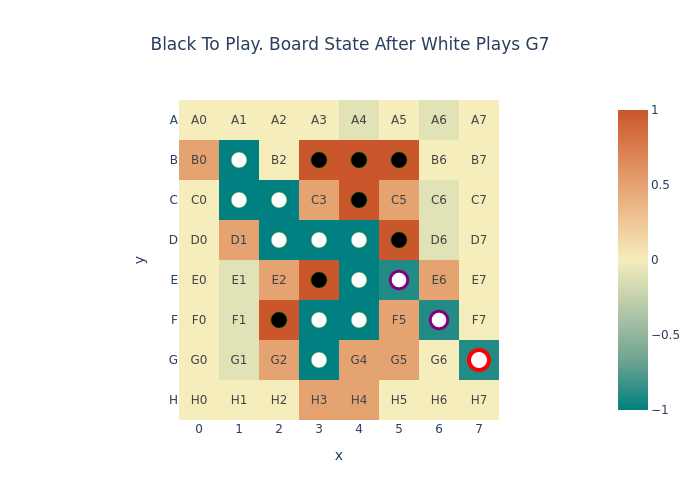 Black To Play. Board State After White Plays G7
A A0 A1 A2 A3 A4 A5 A6 A7
B B0 B2 B6 B7
C C0 C3 C5 C6 C7
D D0 D1 D6 D7
E E0 E1 E2 E6 E7
F F0 F1 F5 F7
G G0 G1 G2 G4 G5 G6
H H0 H1 H2 H3 H4 H5 H6 H7
0 1 2 3 4 5 6 7
x
y
1
0.5
0
−0.5
−1